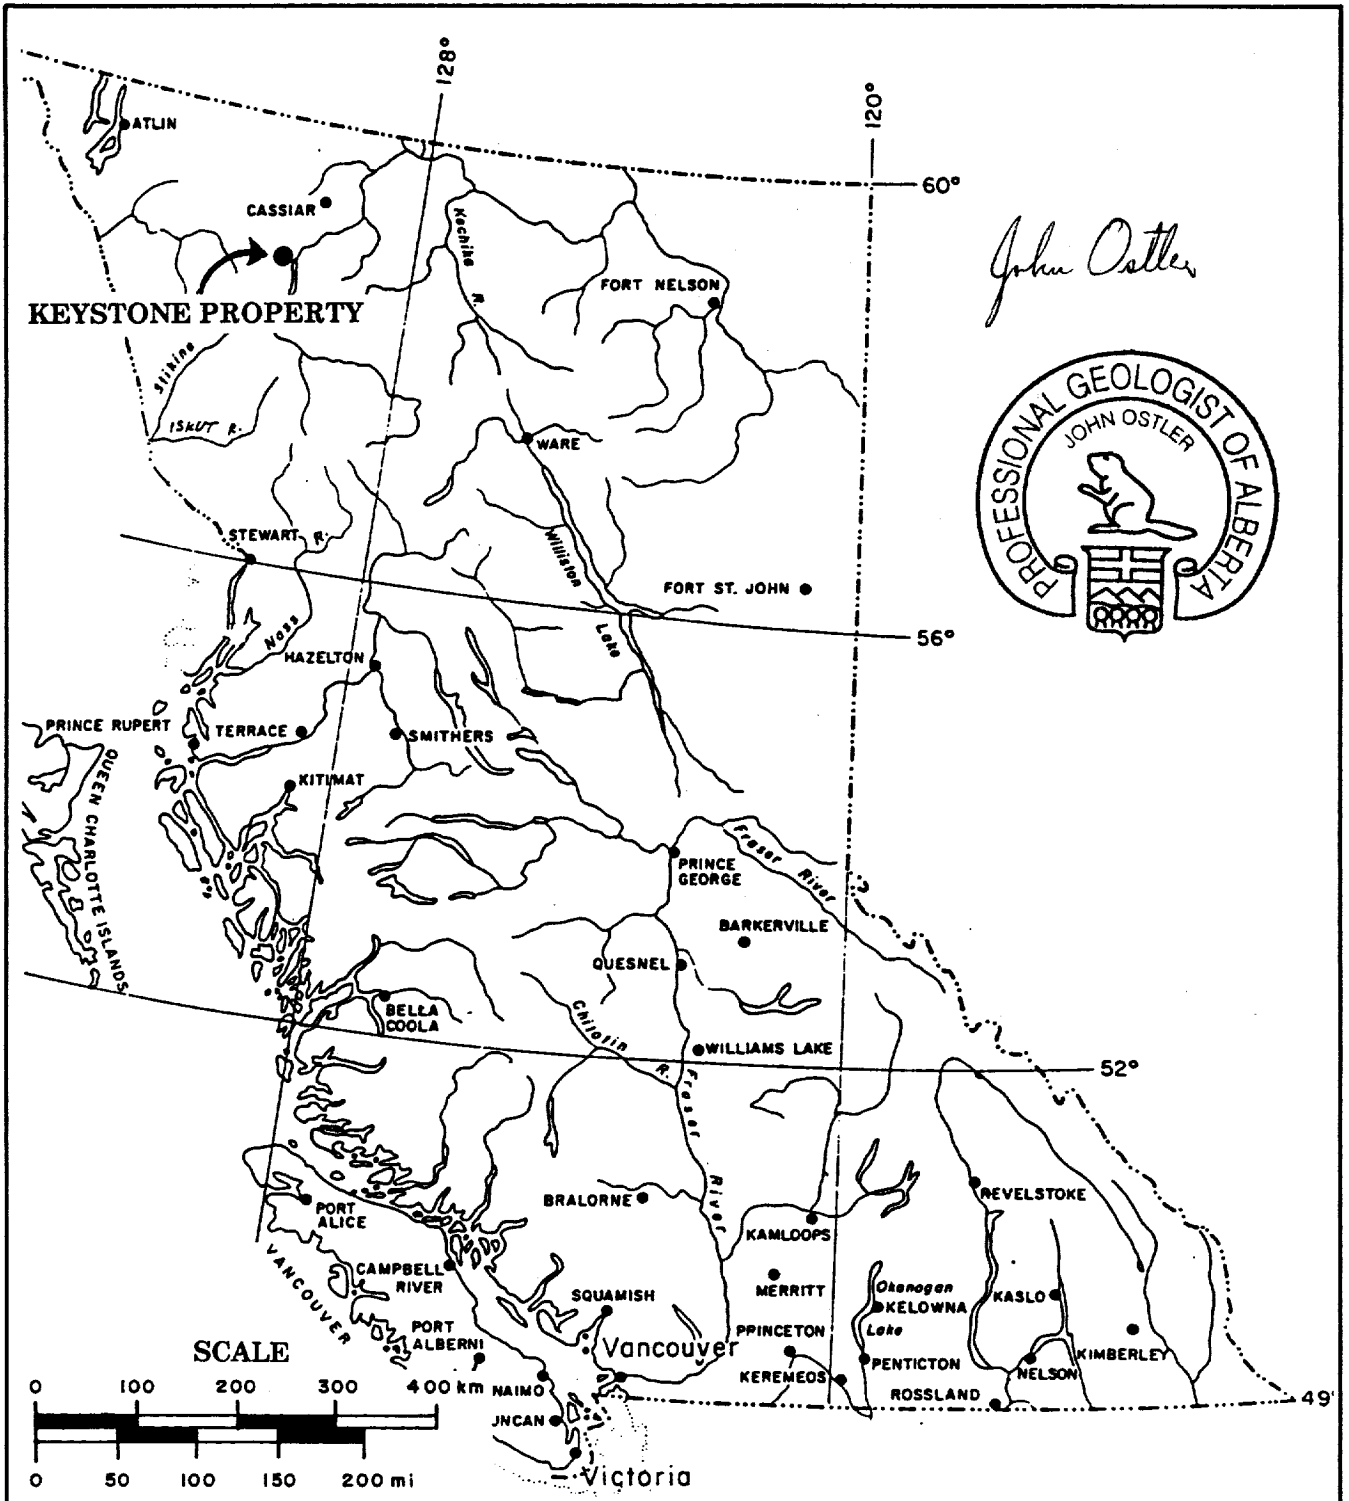 128°
120°
ATLIN
60°
CASSIAR
Kechika
R.
John Ostler
FORT NELSON
KEYSTONE PROPERTY
Stikine
ISKUT R.
PROFESSIONAL GEOLOGIST OF ALBERTA
JOHN OSTLER
WARE
STEWART
R.
Williston
Lake
FORT ST. JOHN
56°
Nass
HAZELTON
PRINCE RUPERT
TERRACE
SMITHERS
KITIMAT
QUEEN CHARLOTTE ISLANDS
Fraser River
PRINCE
GEORGE
BARKERVILLE
QUESNEL
BELLA
COOLA
Chilotin
R.
WILLIAMS LAKE
52°
Fraser
River
BRALORNE
REVELSTOKE
PORT
ALICE
KAMLOOPS
VANCOUVER
CAMPBELL
RIVER
MERRITT
SQUAMISH
Okanagan
KELOWNA
Lake
KASLO
PORT
ALBERNI
Vancouver
PRINCETON
PENTICTON
KIMBERLEY
SCALE
KEREMEOS
NELSON
ROSSLAND
49°
0 100 200 300 400 km
NAIMO
JNCAN
0 50 100 150 200 mi
Victoria